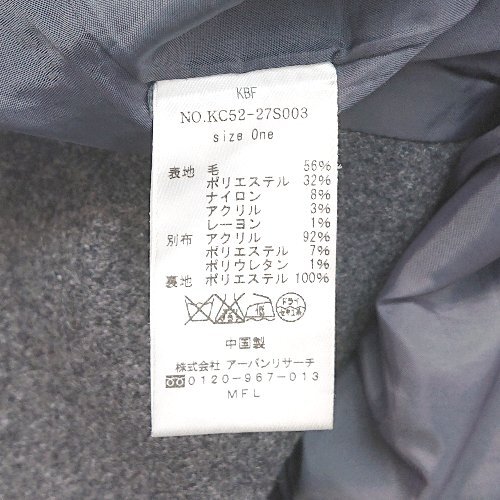 KBF
NO.KC52-27S003
size One
表地 毛 56%
ポリエステル 32%
ナイロン 8%
アクリル 3%
レーヨン 1%
別布 アクリル 92%
ポリエステル 7%
ポリウレタン 1%
裏地 ポリエステル 100%
ドライ
中国製
株式会社 アーバンリサーチ
0120-967-013
MFL